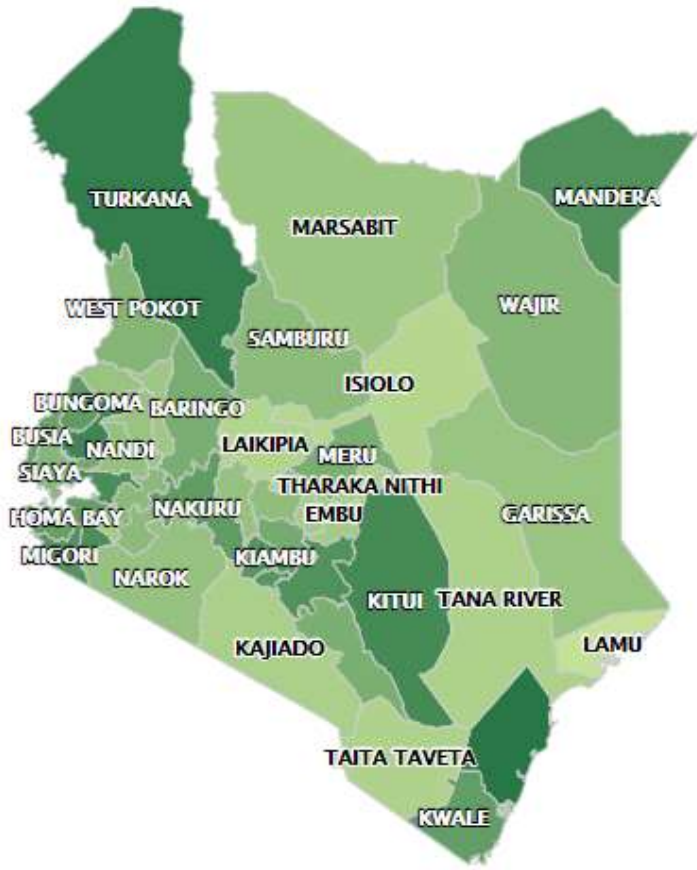 TURKANA
MANDERA
MARSABIT
WAJIR
WEST POKOT
SAMBURU
ISIOLO
BUNGOMA
BARINGO
BUSIA
NANDI
LAIKIPIA
MERU
SIAYA
THARAKA NITHI
HOMA BAY
NAKURU
EMBU
GARISSA
MIGORI
KIAMBU
NAROK
KITUI
TANA RIVER
KAJIADO
LAMU
TAITA TAVETA
KWALE